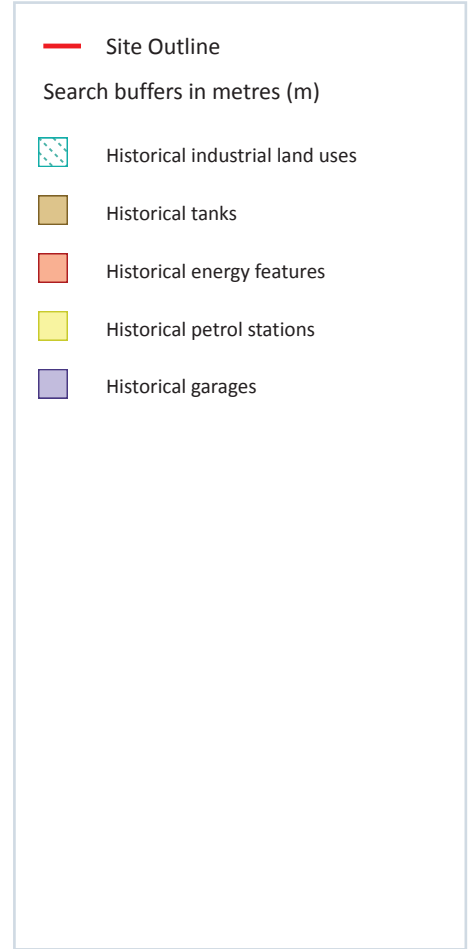 Site Outline
Search buffers in metres (m)
Historical industrial land uses
Historical tanks
Historical energy features
Historical petrol stations
Historical garages